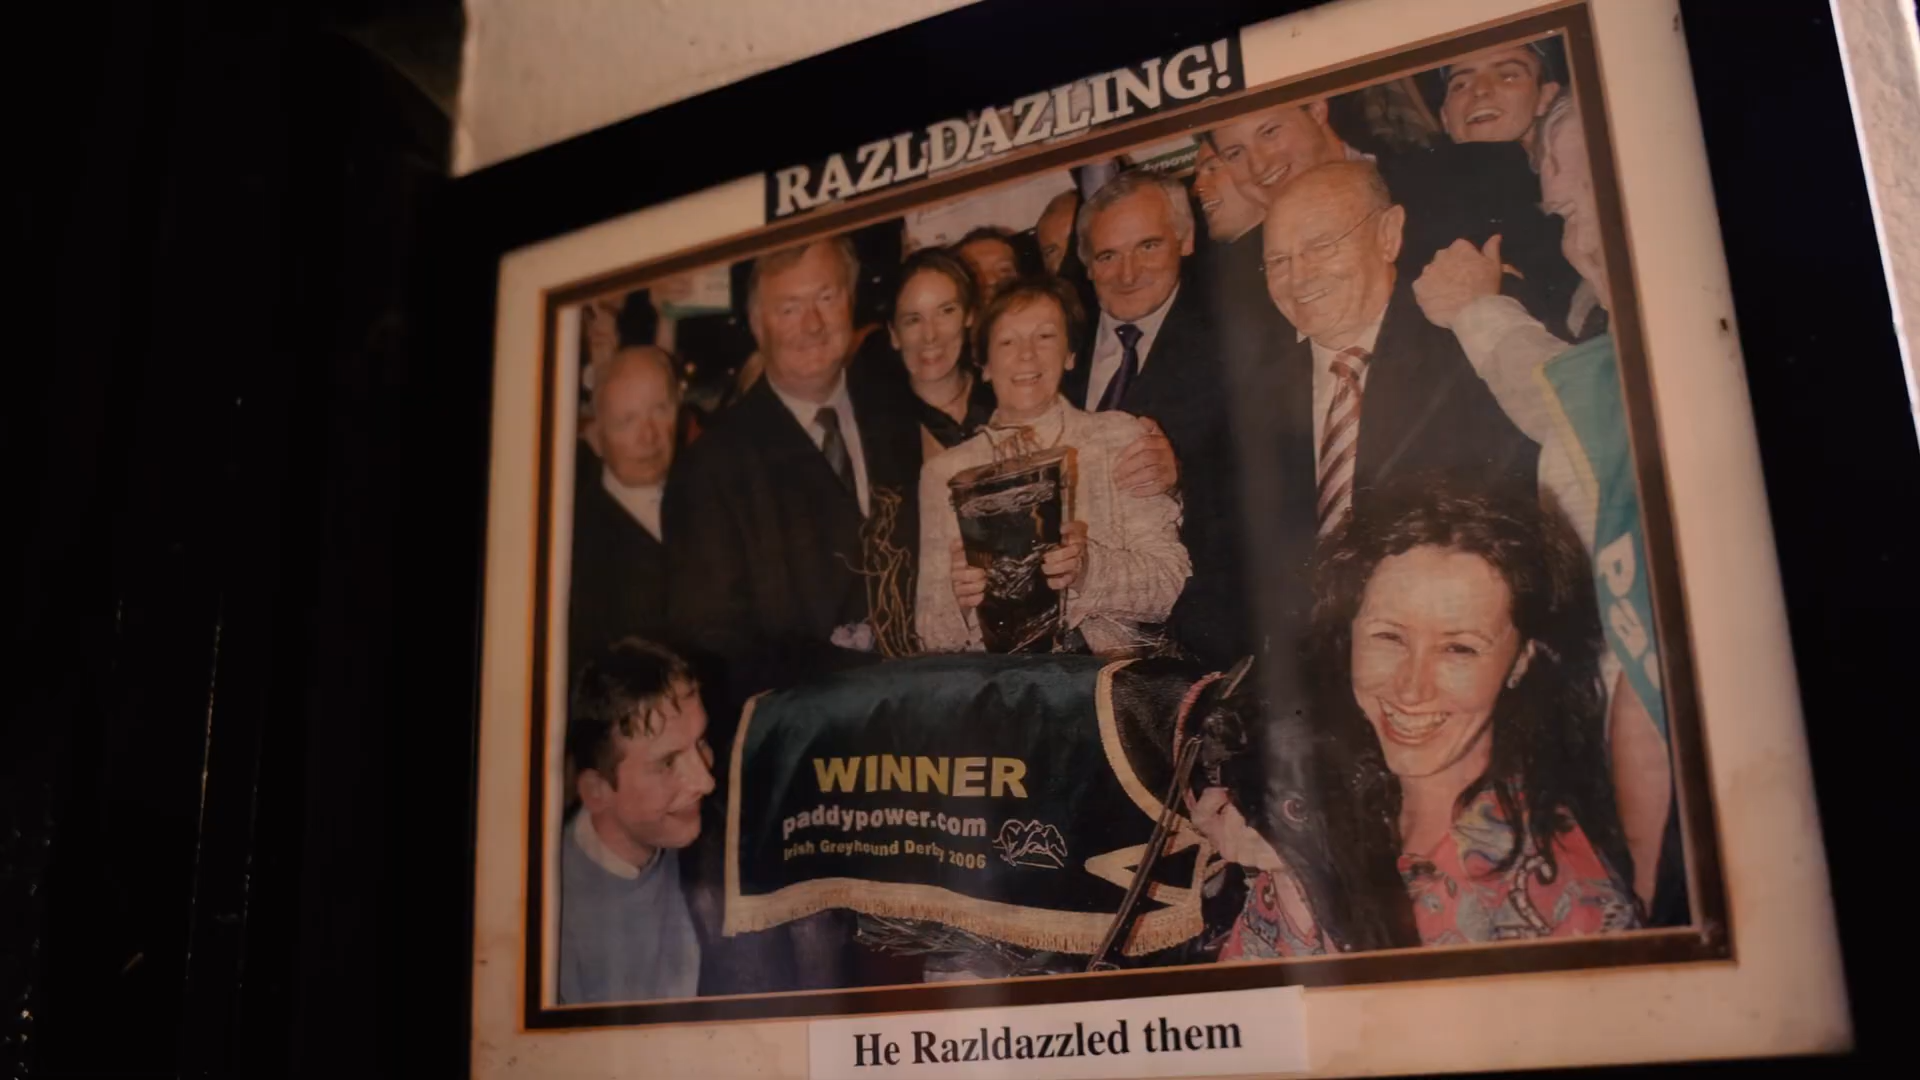 RAZLDAZLING!
WINNER
paddypower.com
Irish Greyhound Derby 2006
He Razldazzled them